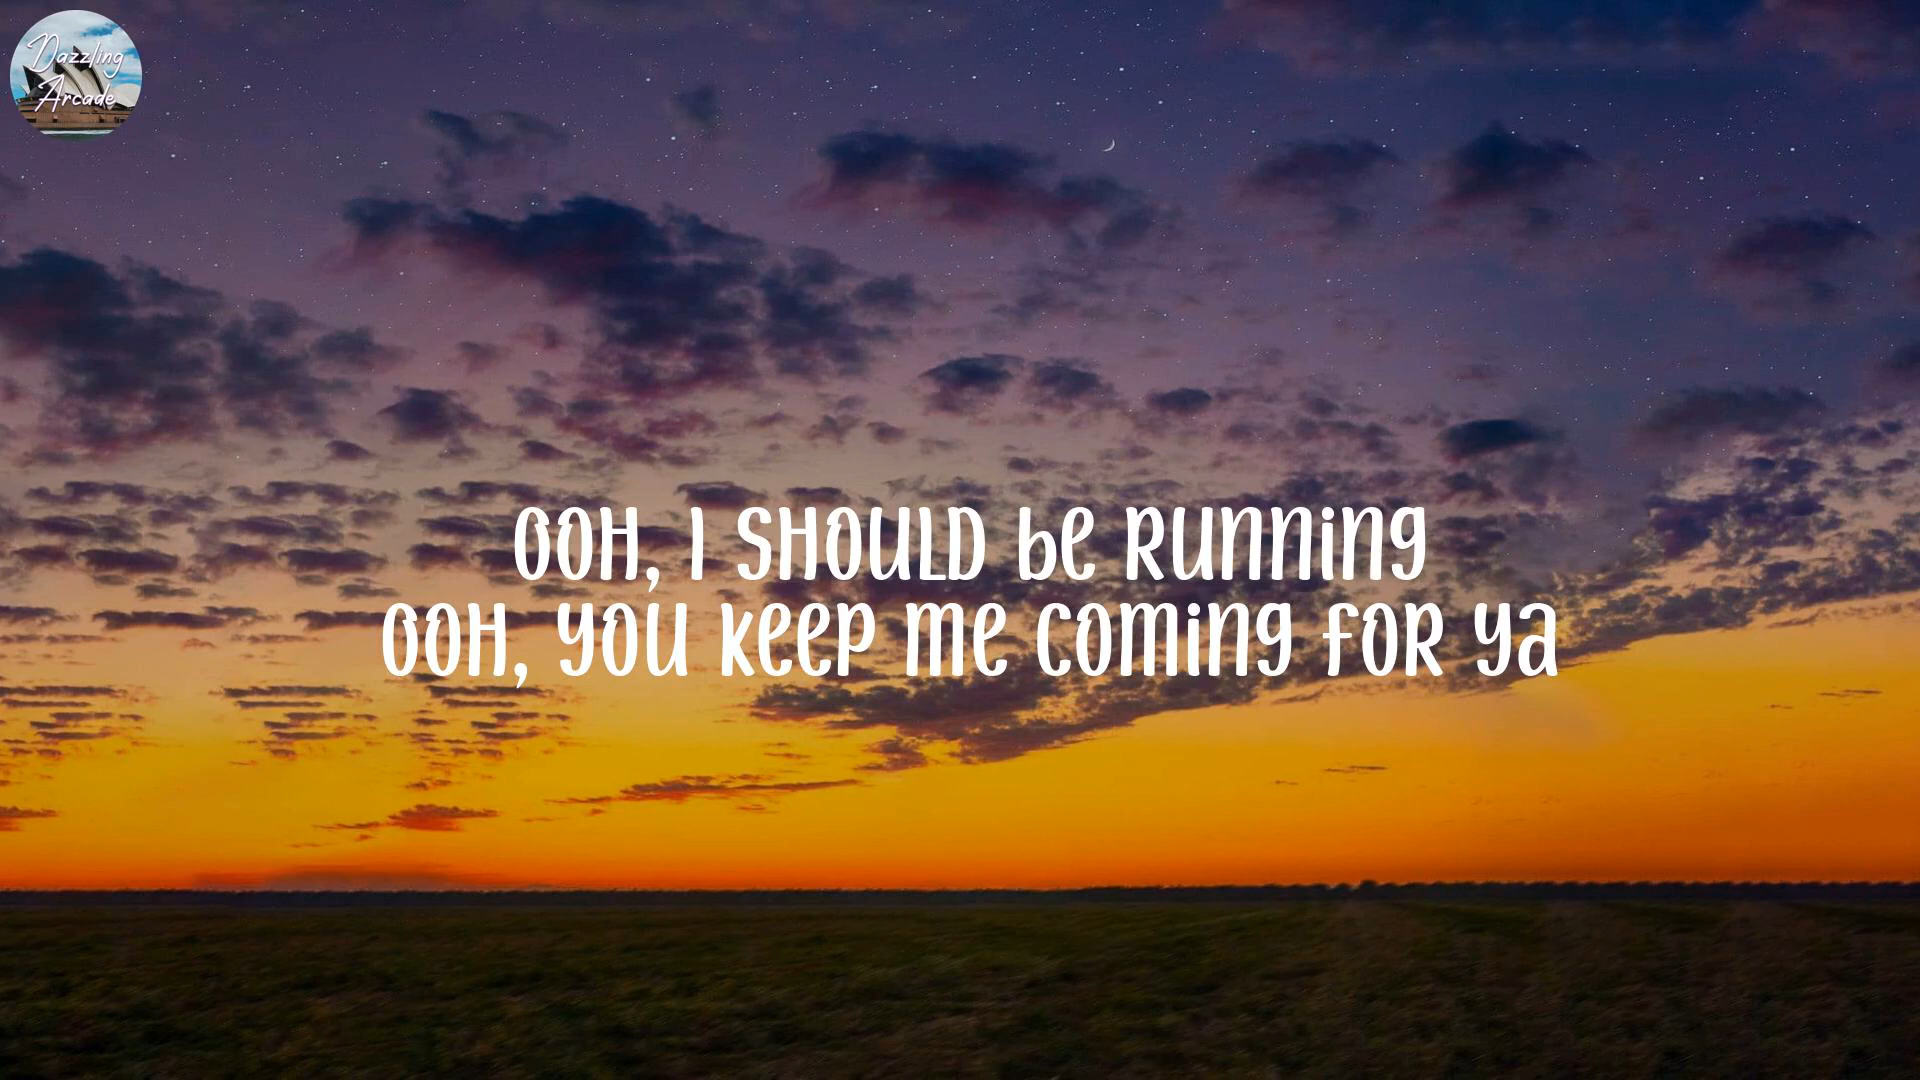 Dazzling
Arcade
OOH, I SHOULD be RUNNING
OOH, YOU keep me coming for ya